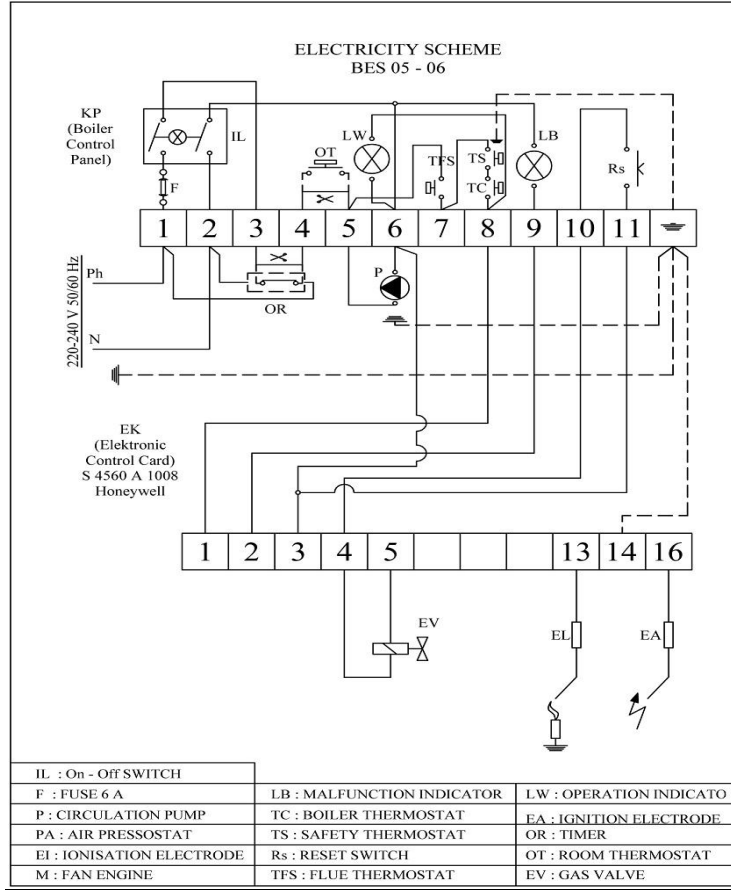 ELECTRICITY SCHEME
BES 05 - 06
KP
(Boiler
Control
Panel)
IL
F
OT
LW
TFS
TS
TC
LB
Rs
1 2 3 4 5 6 7 8 9 10 11
Ph
220-240 V 50/60 Hz
N
OR
P
EK
(Elektronic
Control Card)
S 4560 A 1008
Honeywell
1 2 3 4 5 13 14 16
EV
EL
EA
IL : On - Off SWITCH
F : FUSE 6 A
LB : MALFUNCTION INDICATOR
LW : OPERATION INDICATO
P : CIRCULATION PUMP
TC : BOILER THERMOSTAT
EA : IGNITION ELECTRODE
PA : AIR PRESSOSTAT
TS : SAFETY THERMOSTAT
OR : TIMER
EI : IONISATION ELECTRODE
Rs : RESET SWITCH
OT : ROOM THERMOSTAT
M : FAN ENGINE
TFS : FLUE THERMOSTAT
EV : GAS VALVE